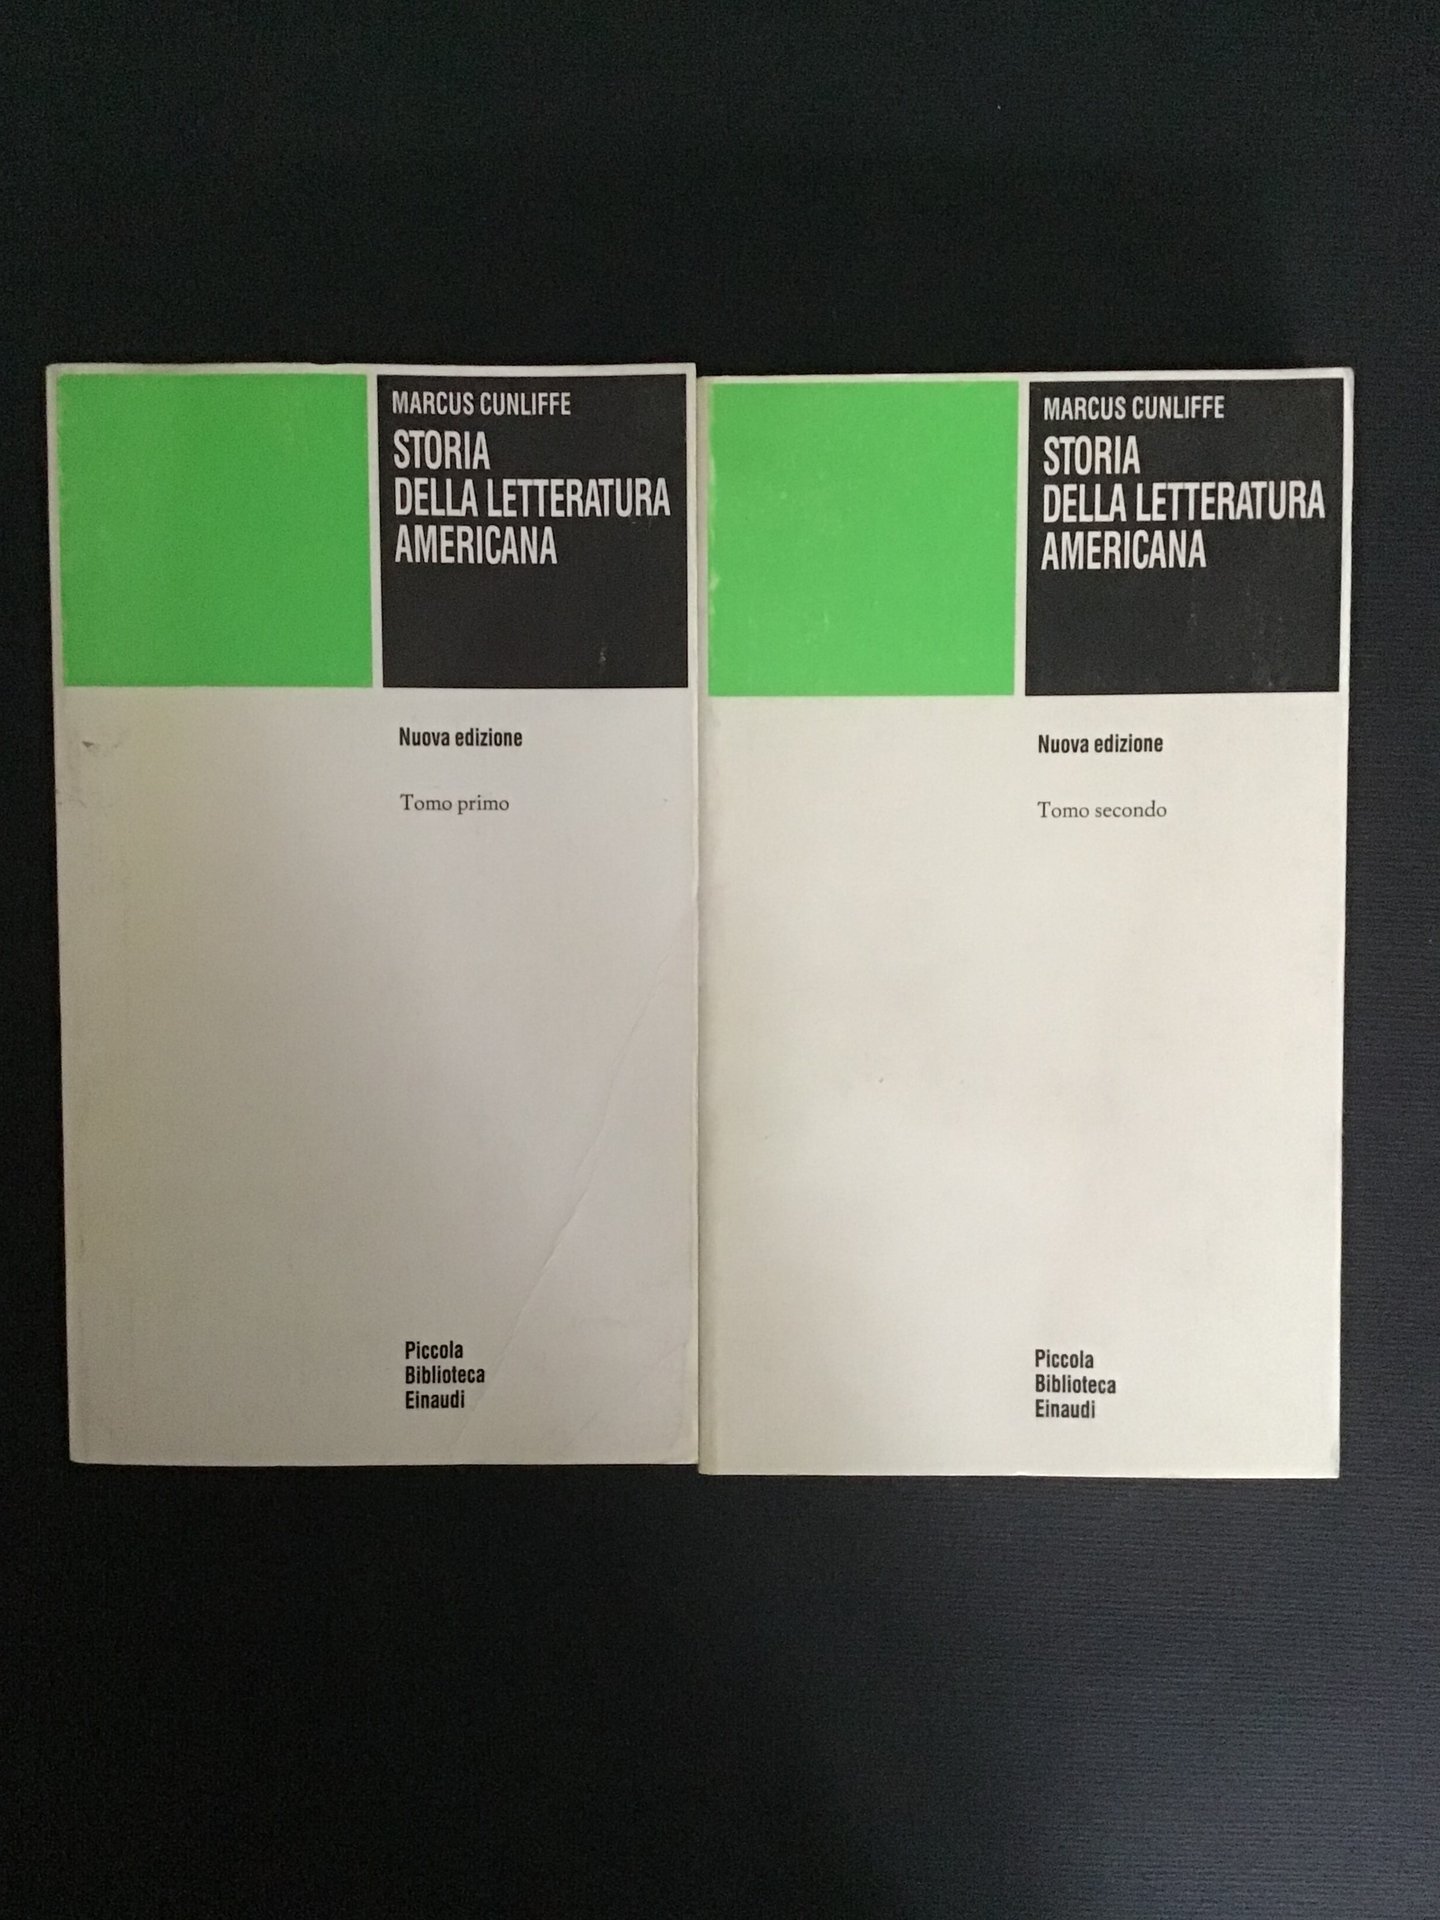 MARCUS CUNLIFFE
STORIA
DELLA LETTERATURA
AMERICANA
Nuova edizione
Tomo primo
Piccola
Biblioteca
Einaudi
MARCUS CUNLIFFE
STORIA
DELLA LETTERATURA
AMERICANA
Nuova edizione
Tomo secondo
Piccola
Biblioteca
Einaudi